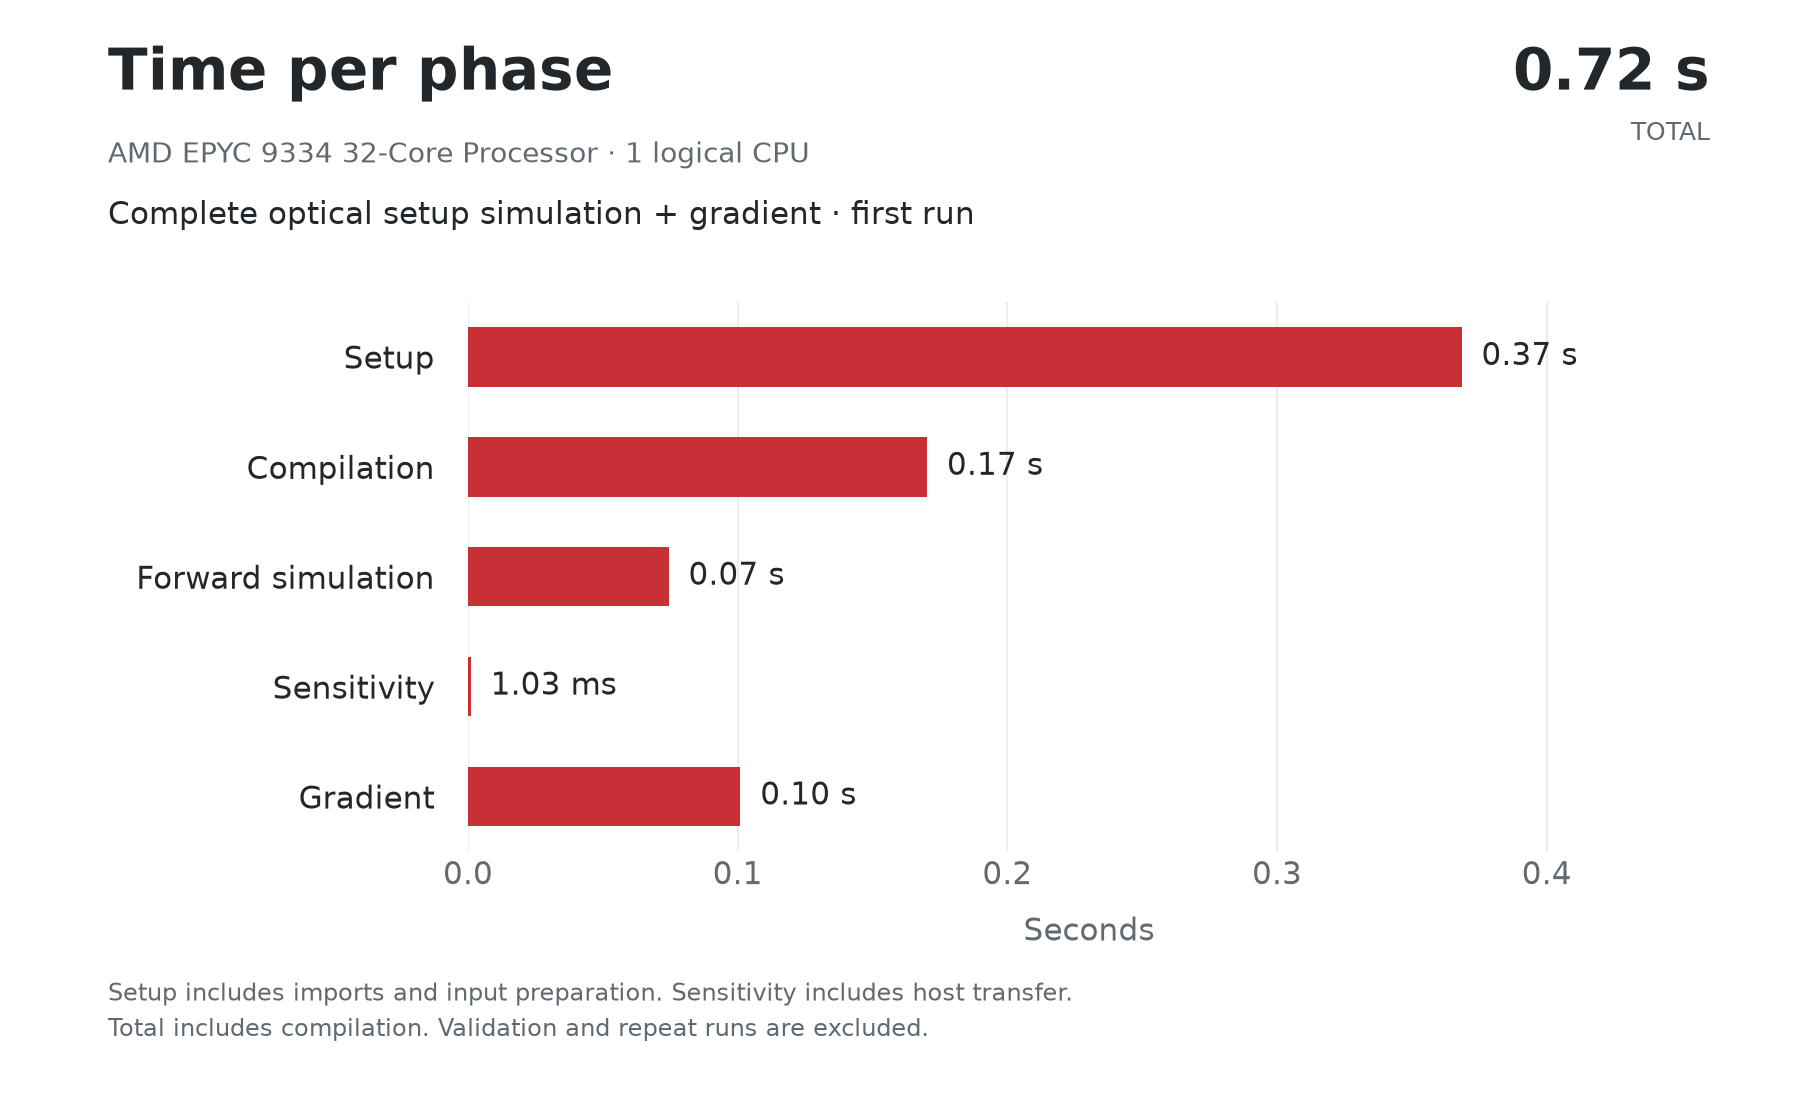 Time per phase
0.72 s
TOTAL
AMD EPYC 9334 32-Core Processor · 1 logical CPU
Complete optical setup simulation + gradient · first run
Setup
0.37 s
Compilation
0.17 s
Forward simulation
0.07 s
Sensitivity
1.03 ms
Gradient
0.10 s
0.0 0.1 0.2 0.3 0.4
Seconds
Setup includes imports and input preparation. Sensitivity includes host transfer.
Total includes compilation. Validation and repeat runs are excluded.